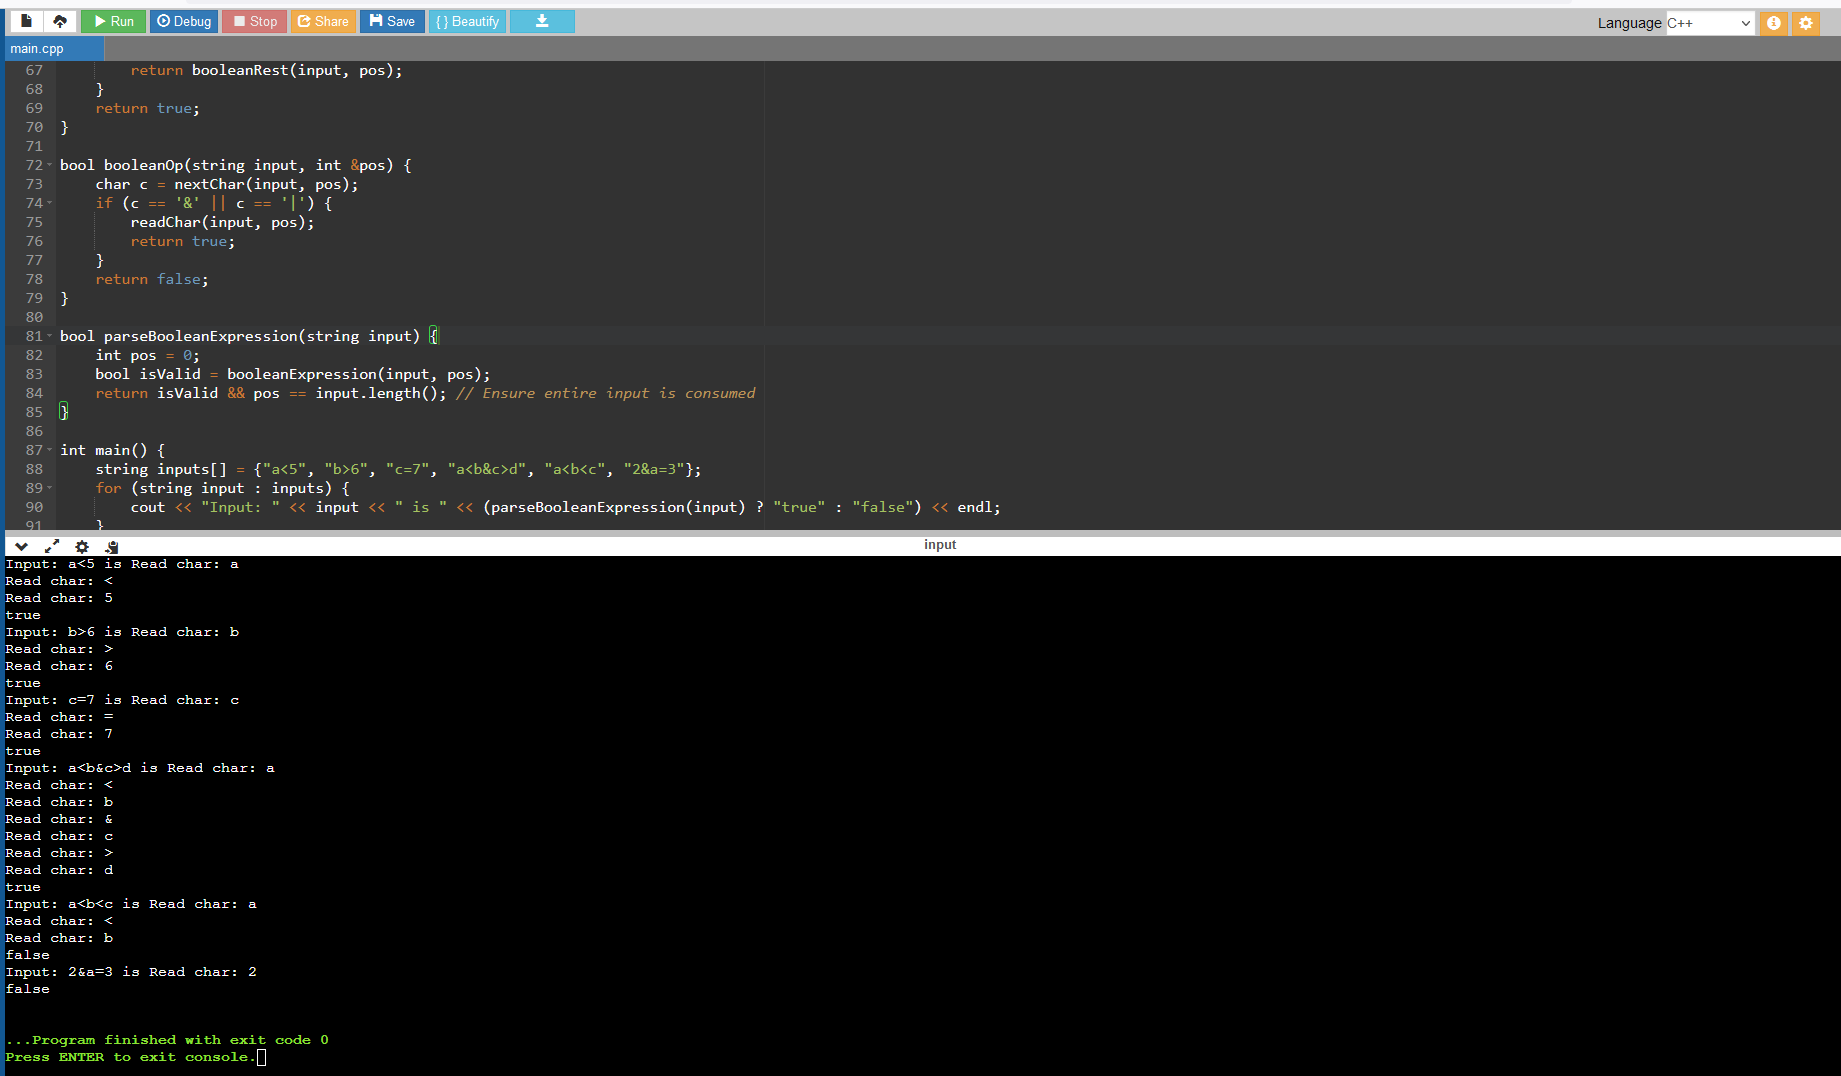 Run Debug Stop Share Save { } Beautify Language C++
main.cpp
67         return booleanRest(input, pos);
68     }
69     return true;
70 }
71
72 bool booleanOp(string input, int &pos) {
73     char c = nextChar(input, pos);
74     if (c == '&' || c == '|') {
75         readChar(input, pos);
76         return true;
77     }
78     return false;
79 }
80
81 bool parseBooleanExpression(string input) {
82     int pos = 0;
83     bool isValid = booleanExpression(input, pos);
84     return isValid && pos == input.length(); // Ensure entire input is consumed
85 }
86
87 int main() {
88     string inputs[] = {"a<5", "b>6", "c=7", "a<b&c>d", "a<b<c", "2&a=3"};
89     for (string input : inputs) {
90         cout << "Input: " << input << " is " << (parseBooleanExpression(input) ? "true" : "false") << endl;
91     }
input
Input: a<5 is Read char: a
Read char: <
Read char: 5
true
Input: b>6 is Read char: b
Read char: >
Read char: 6
true
Input: c=7 is Read char: c
Read char: =
Read char: 7
true
Input: a<b&c>d is Read char: a
Read char: <
Read char: b
Read char: &
Read char: c
Read char: >
Read char: d
true
Input: a<b<c is Read char: a
Read char: <
Read char: b
false
Input: 2&a=3 is Read char: 2
false
...Program finished with exit code 0
Press ENTER to exit console.